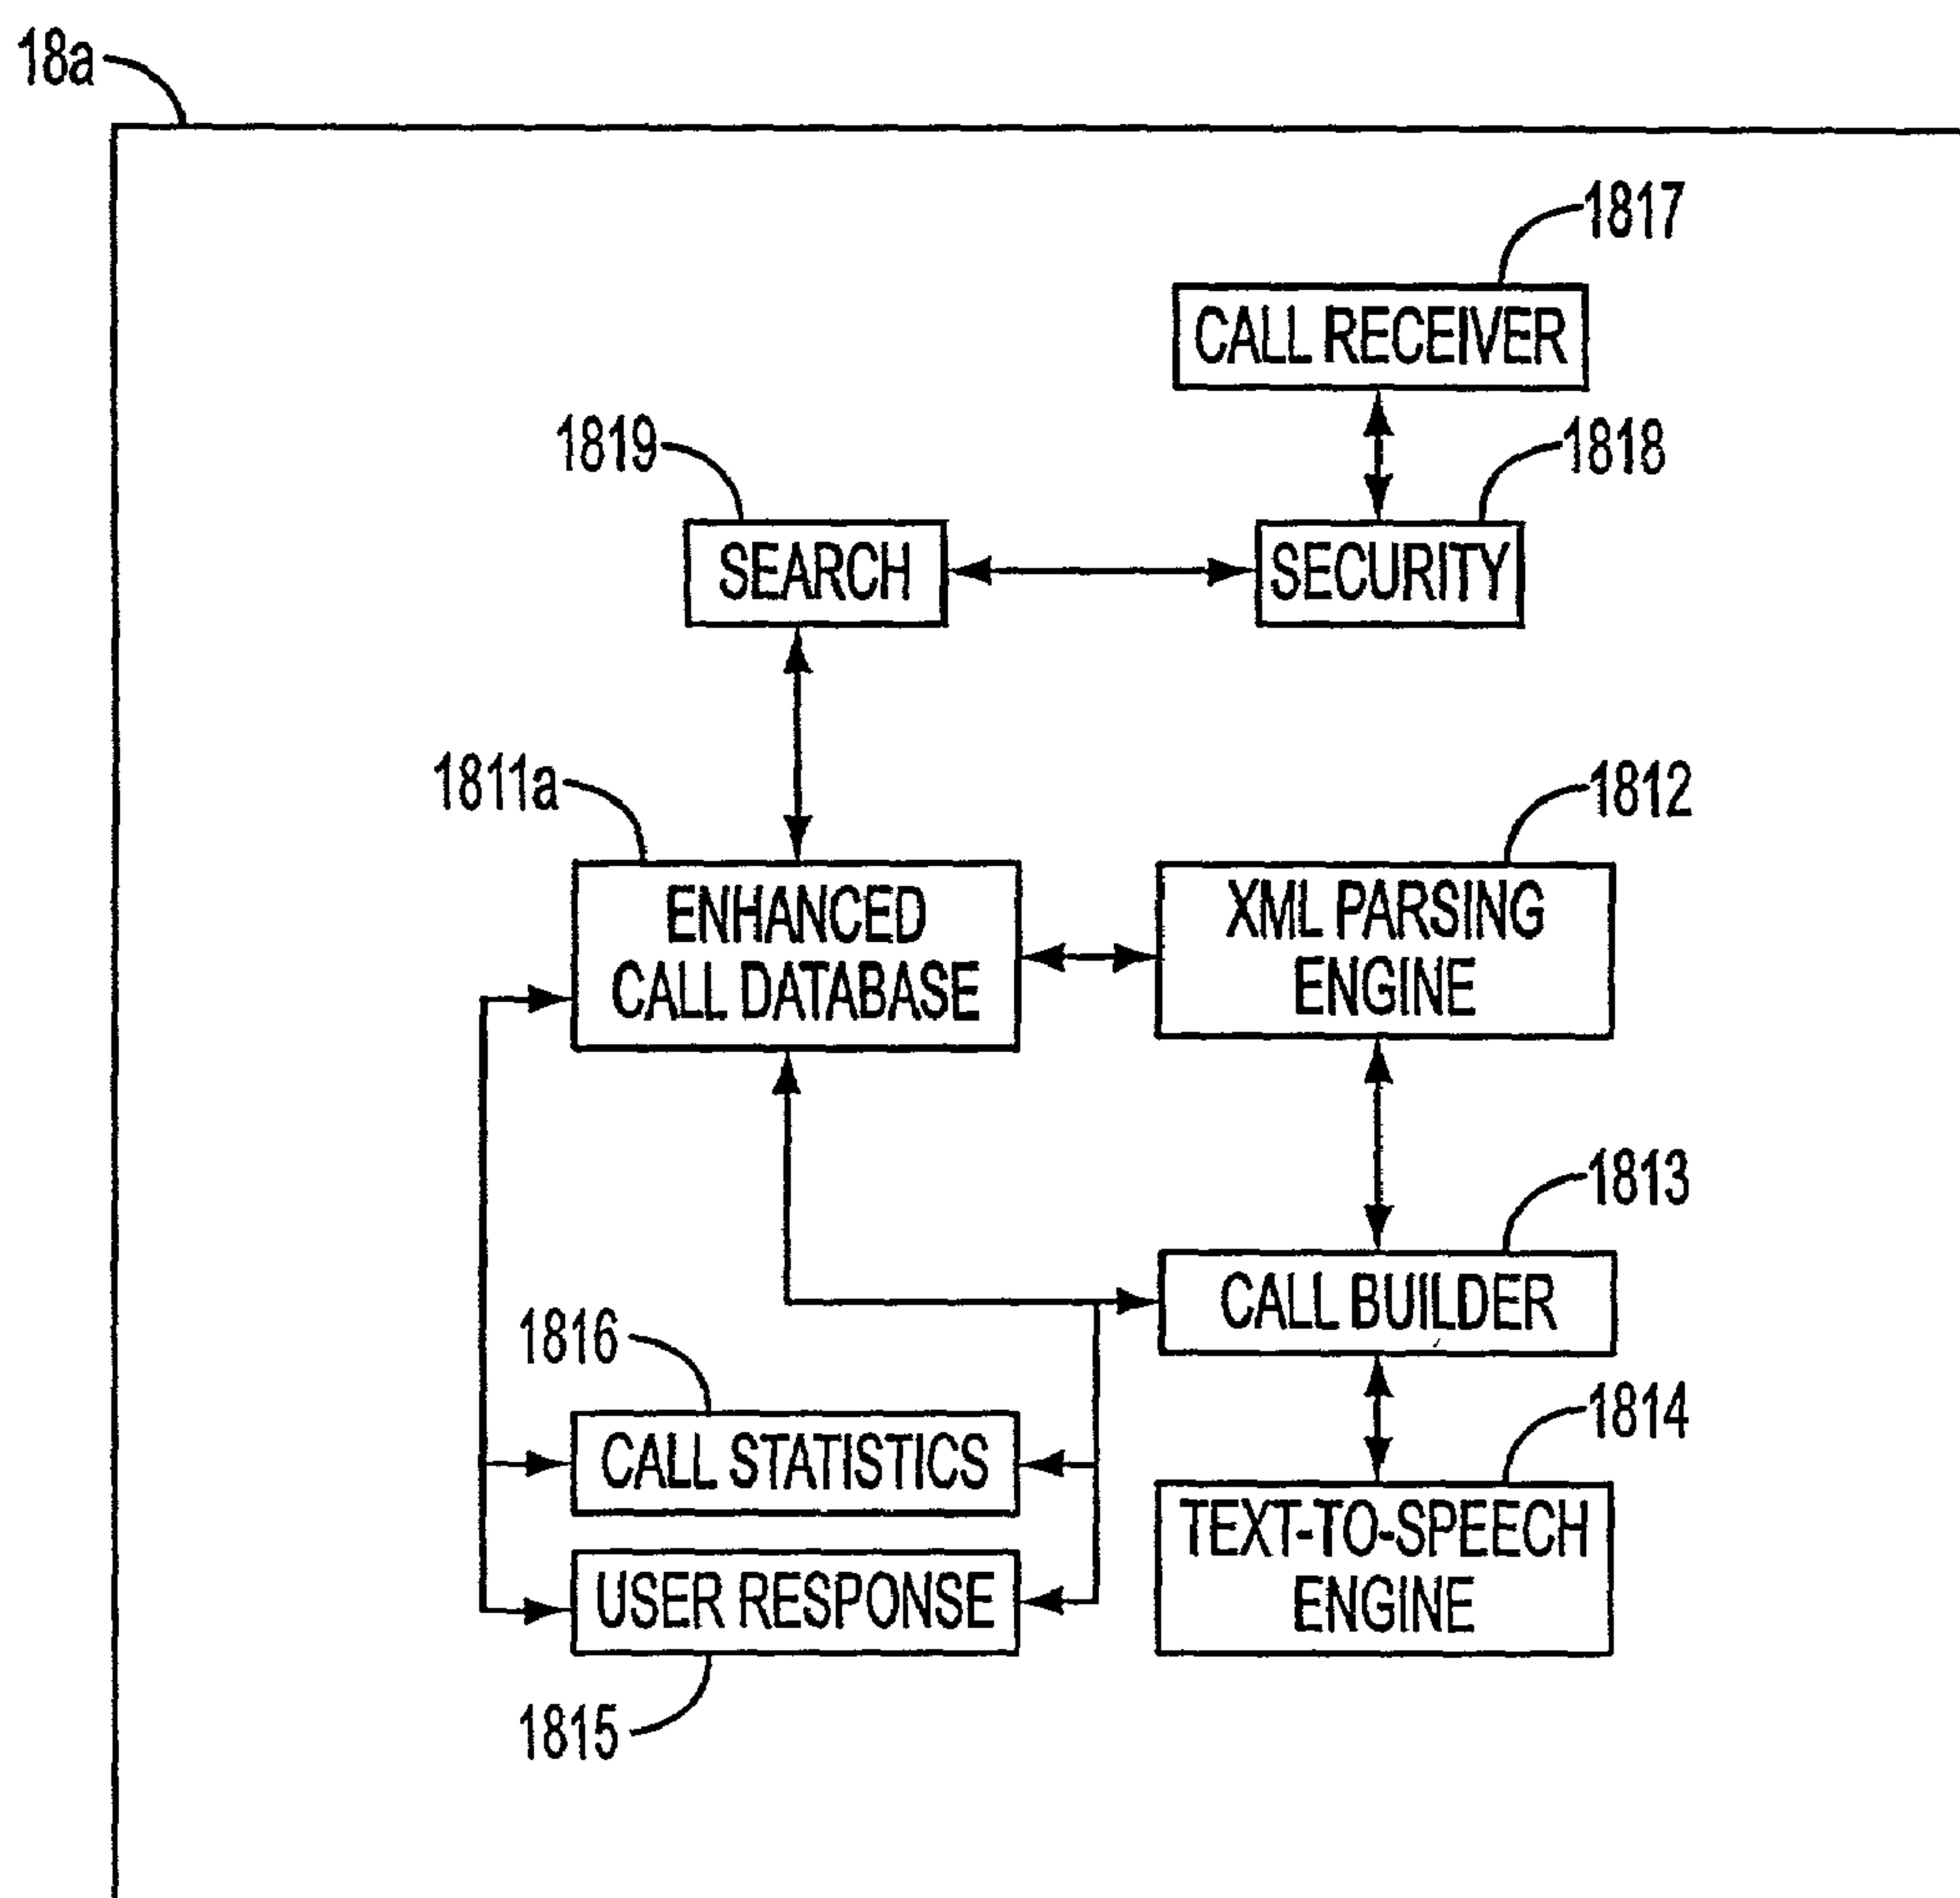 18a
1817
CALL RECEIVER
1819
1818
SEARCH
SECURITY
1811a
1812
ENHANCED
CALL DATABASE
XML PARSING
ENGINE
1813
CALL BUILDER
1816
1814
CALL STATISTICS
TEXT-TO-SPEECH
ENGINE
USER RESPONSE
1815